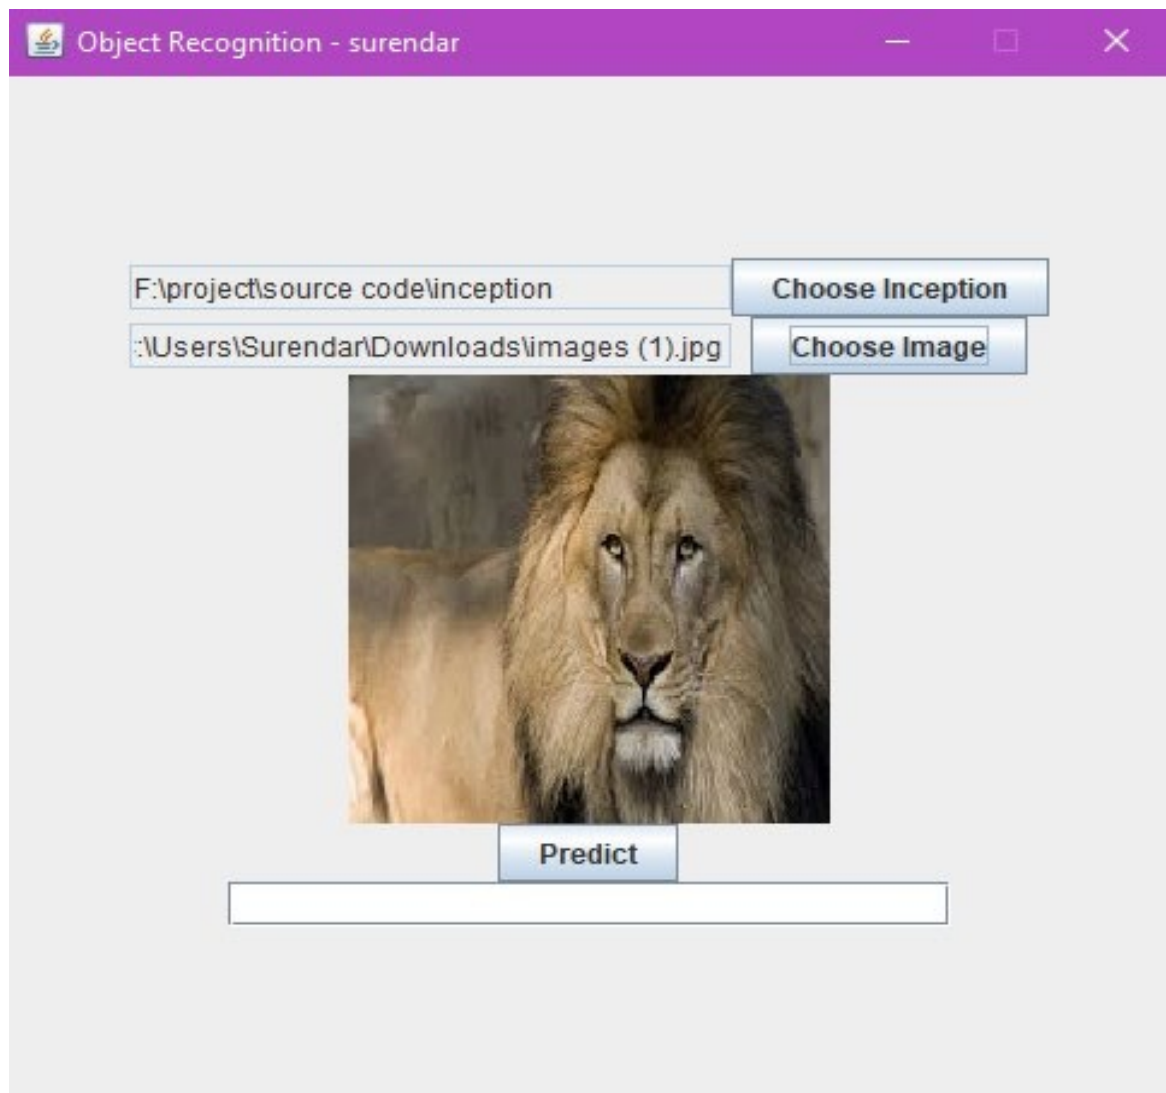 Object Recognition - surendar
F:\project\source code\inception Choose Inception
:\Users\Surendar\Downloads\images (1).jpg Choose Image
Predict